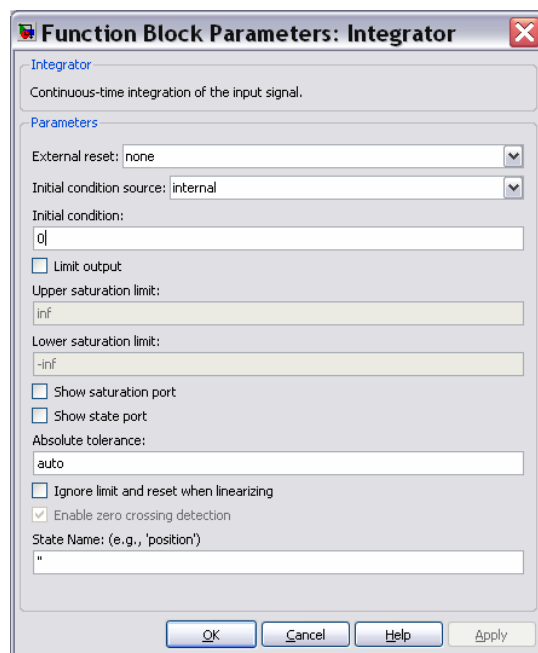 Function Block Parameters: Integrator
Integrator
Continuous-time integration of the input signal.
Parameters
External reset: none
Initial condition source: internal
Initial condition:
0
Limit output
Upper saturation limit:
inf
Lower saturation limit:
-inf
Show saturation port
Show state port
Absolute tolerance:
auto
Ignore limit and reset when linearizing
Enable zero crossing detection
State Name: (e.g., 'position')
''
OK Cancel Help Apply